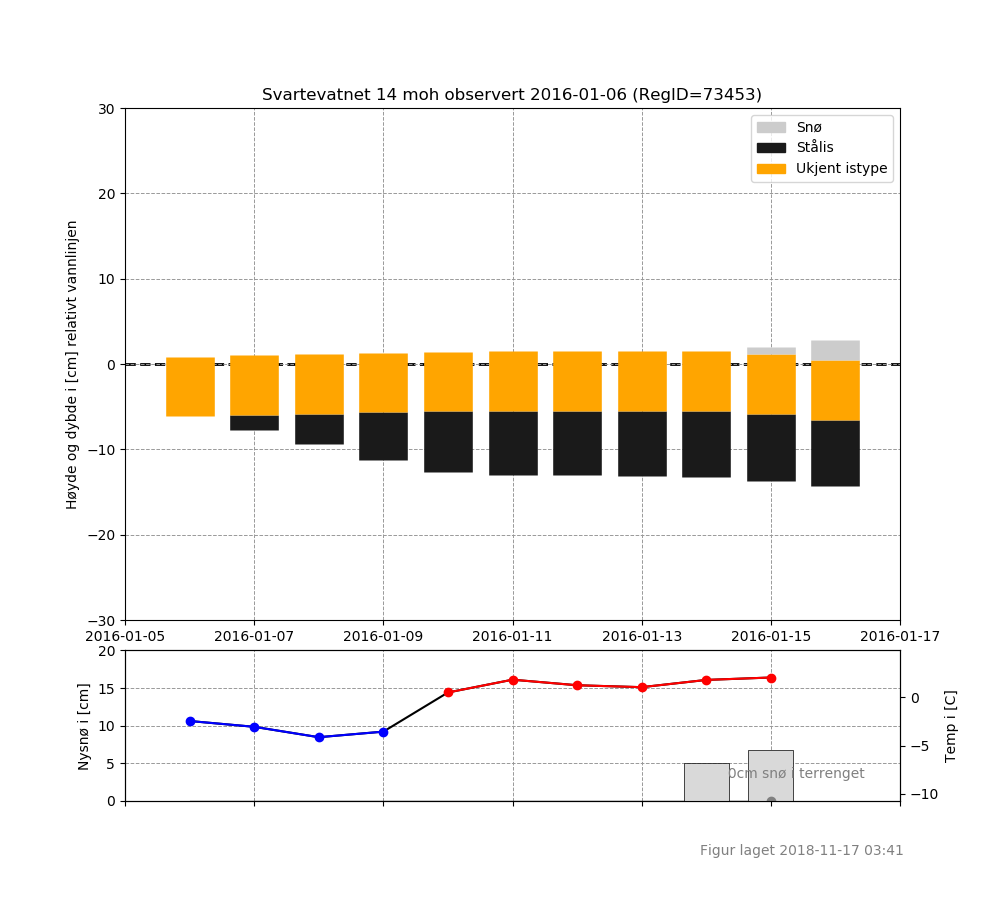 Svartevatnet 14 moh observert 2016-01-06 (RegID=73453)
Snø
Stålis
Ukjent istype
Høyde og dybde i [cm] relativt vannlinjen
30
20
10
0
−10
−20
−30
2016-01-05 2016-01-07 2016-01-09 2016-01-11 2016-01-13 2016-01-15 2016-01-17
Nysnø i [cm]
20
15
10
5
0
0cm snø i terrenget
Temp i [C]
0
−5
−10
Figur laget 2018-11-17 03:41